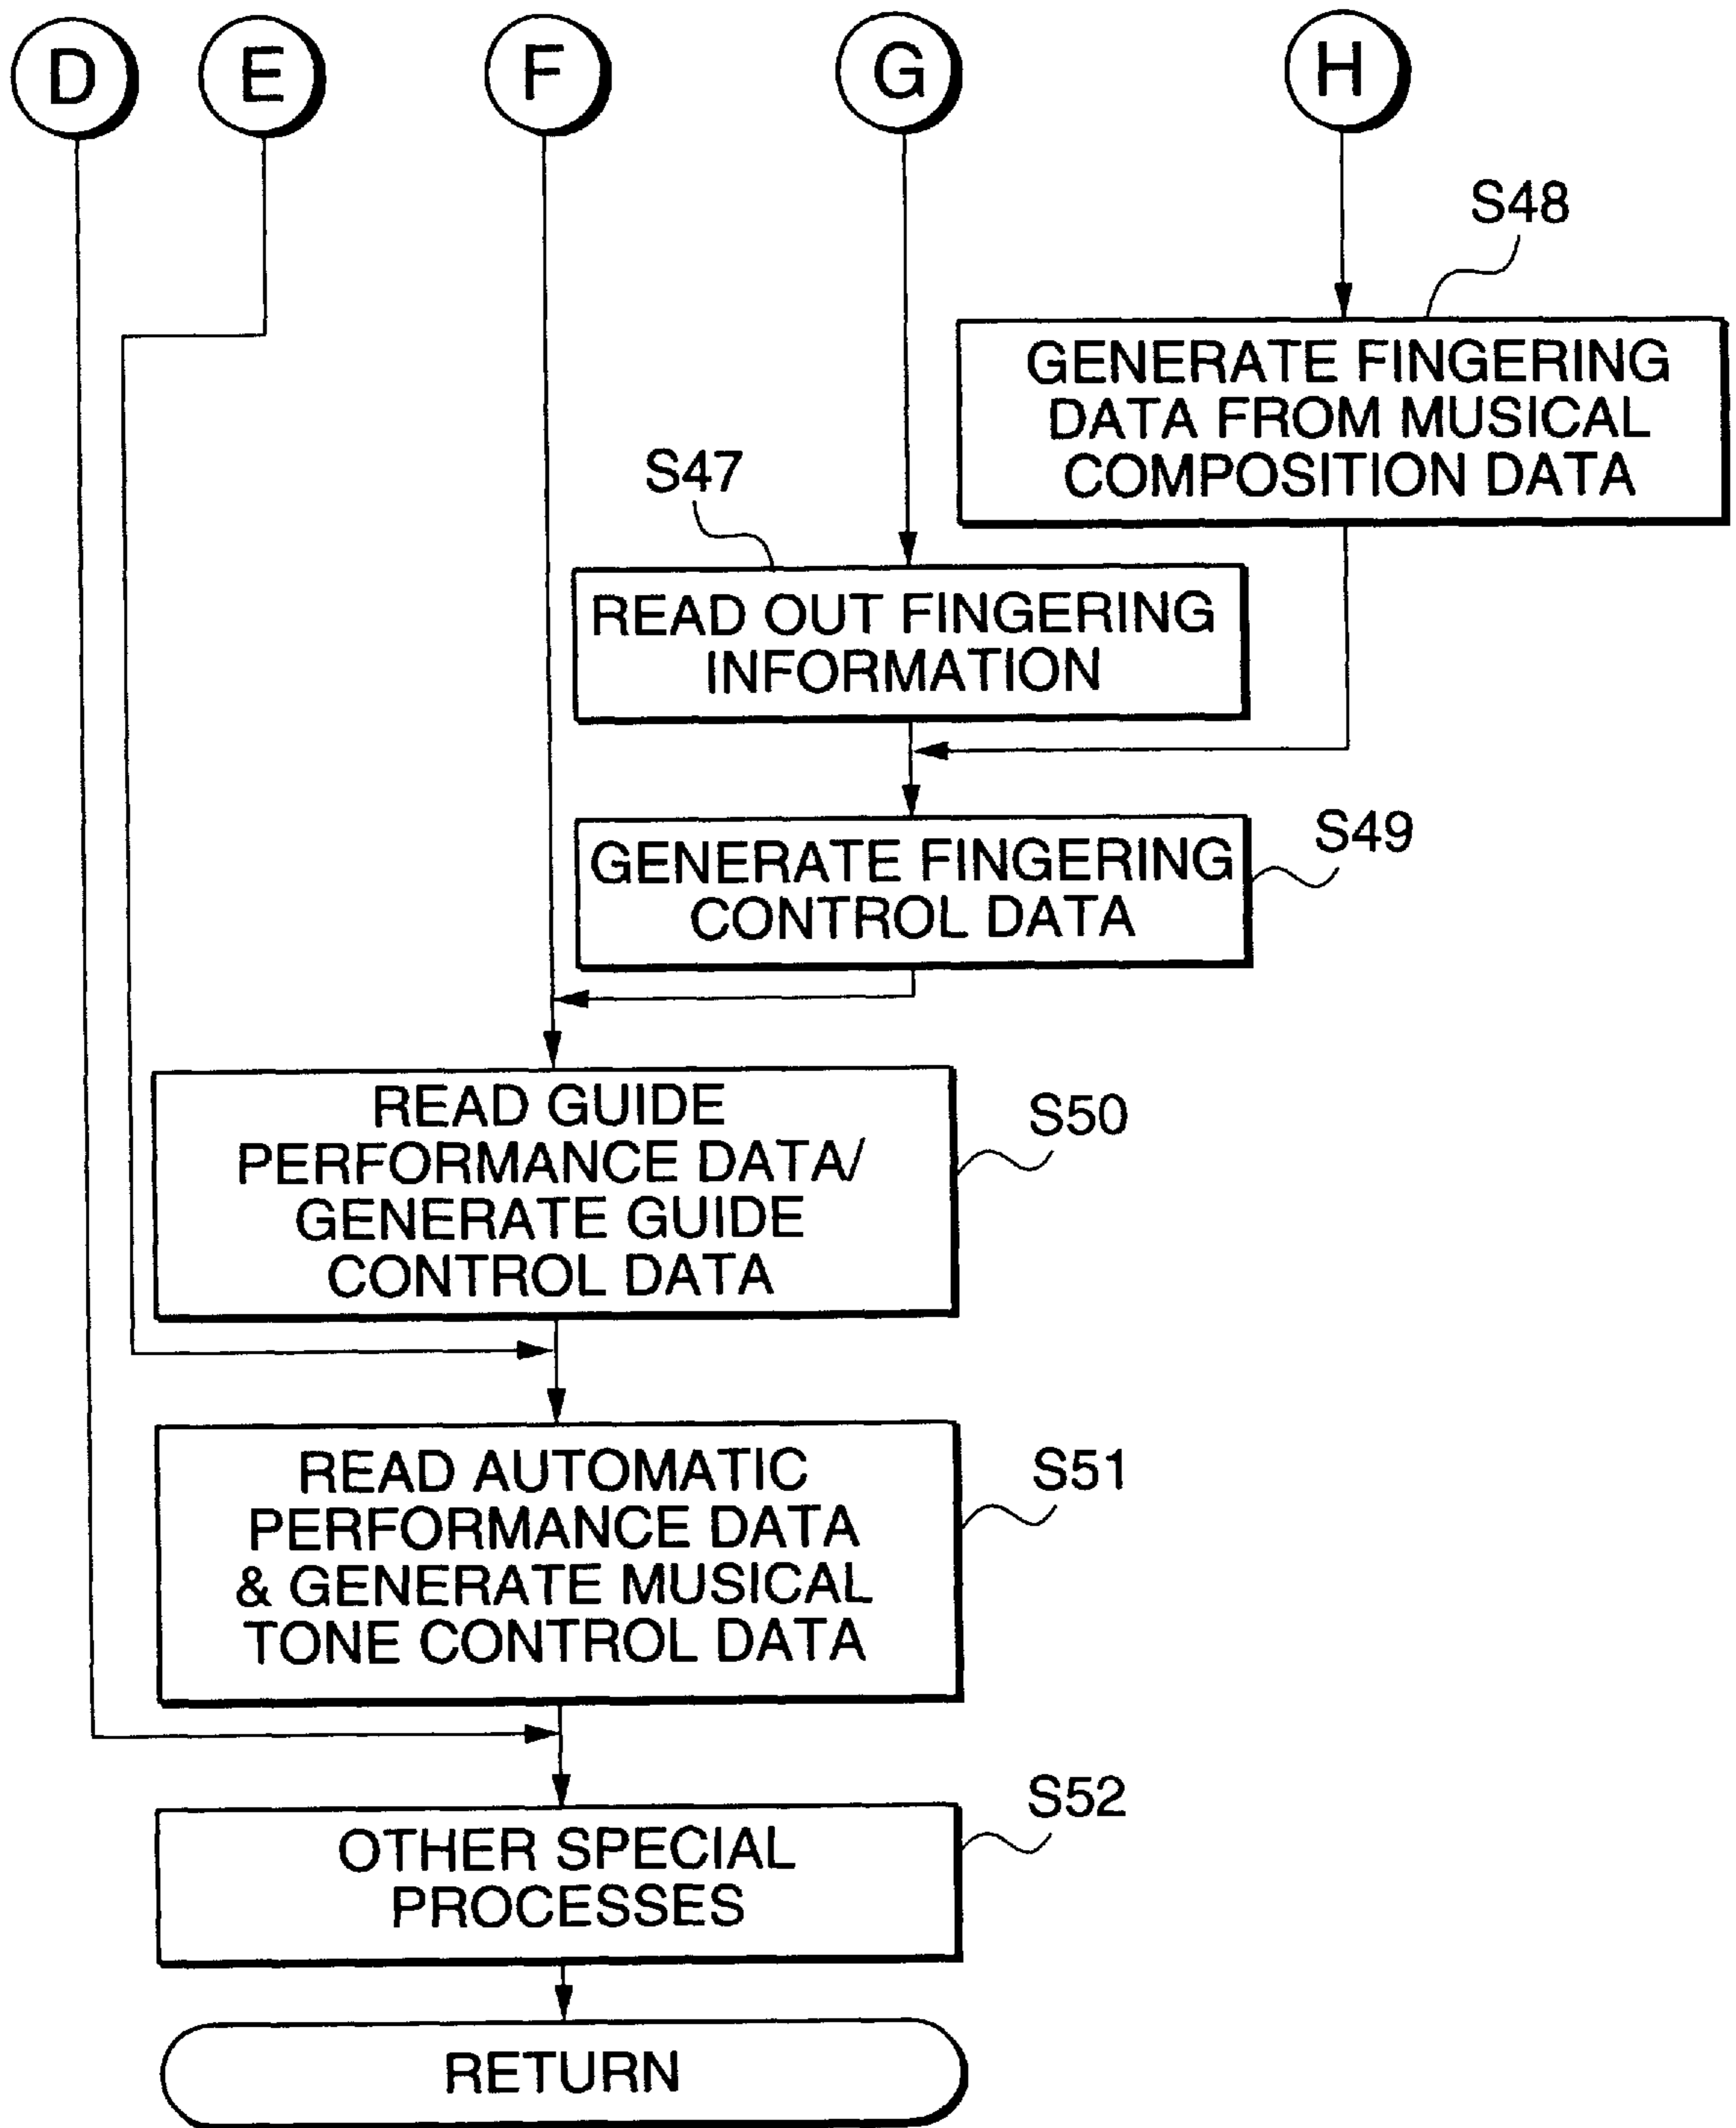 D E F G H
S48
GENERATE FINGERING
DATA FROM MUSICAL
COMPOSITION DATA
S47
READ OUT FINGERING
INFORMATION
S49
GENERATE FINGERING
CONTROL DATA
READ GUIDE
PERFORMANCE DATA/
GENERATE GUIDE
CONTROL DATA
S50
READ AUTOMATIC
PERFORMANCE DATA
& GENERATE MUSICAL
TONE CONTROL DATA
S51
S52
OTHER SPECIAL
PROCESSES
RETURN